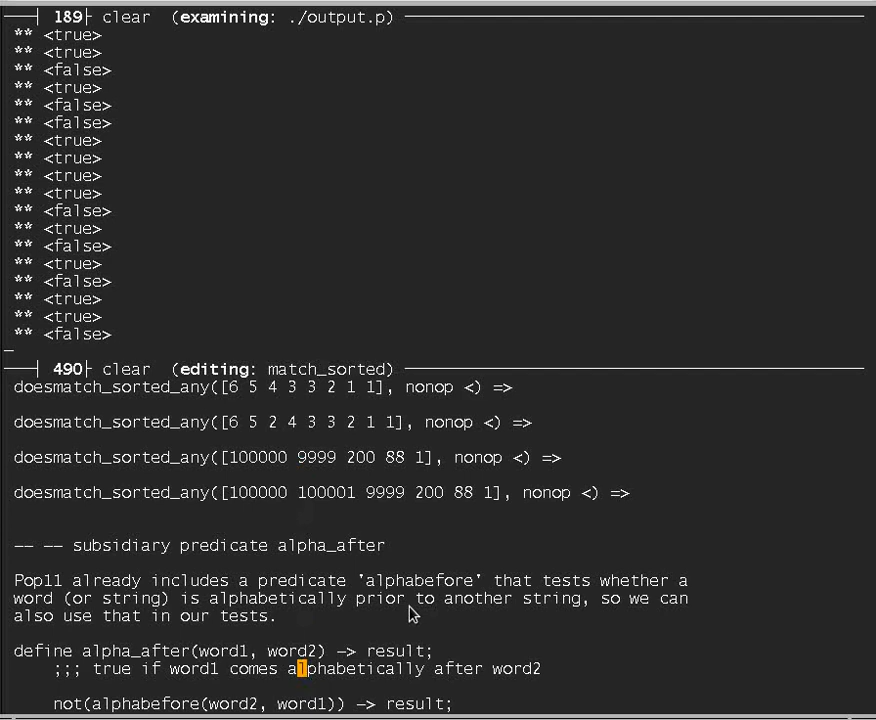 189 clear (examining: ./output.p)
** <true>
** <true>
** <false>
** <true>
** <false>
** <false>
** <true>
** <true>
** <true>
** <true>
** <false>
** <true>
** <false>
** <true>
** <false>
** <true>
** <true>
** <false>
490 clear (editing: match_sorted)
doesmatch_sorted_any([6 5 4 3 3 2 1 1], nonop <) =>
doesmatch_sorted_any([6 5 2 4 3 3 2 1 1], nonop <) =>
doesmatch_sorted_any([100000 9999 200 88 1], nonop <) =>
doesmatch_sorted_any([100000 100001 9999 200 88 1], nonop <) =>
-- -- subsidiary predicate alpha_after
Pop11 already includes a predicate 'alphabefore' that tests whether a
word (or string) is alphabetically prior to another string, so we can
also use that in our tests.
define alpha_after(word1, word2) -> result;
;;; true if word1 comes alphabetically after word2
not(alphabefore(word2, word1)) -> result;